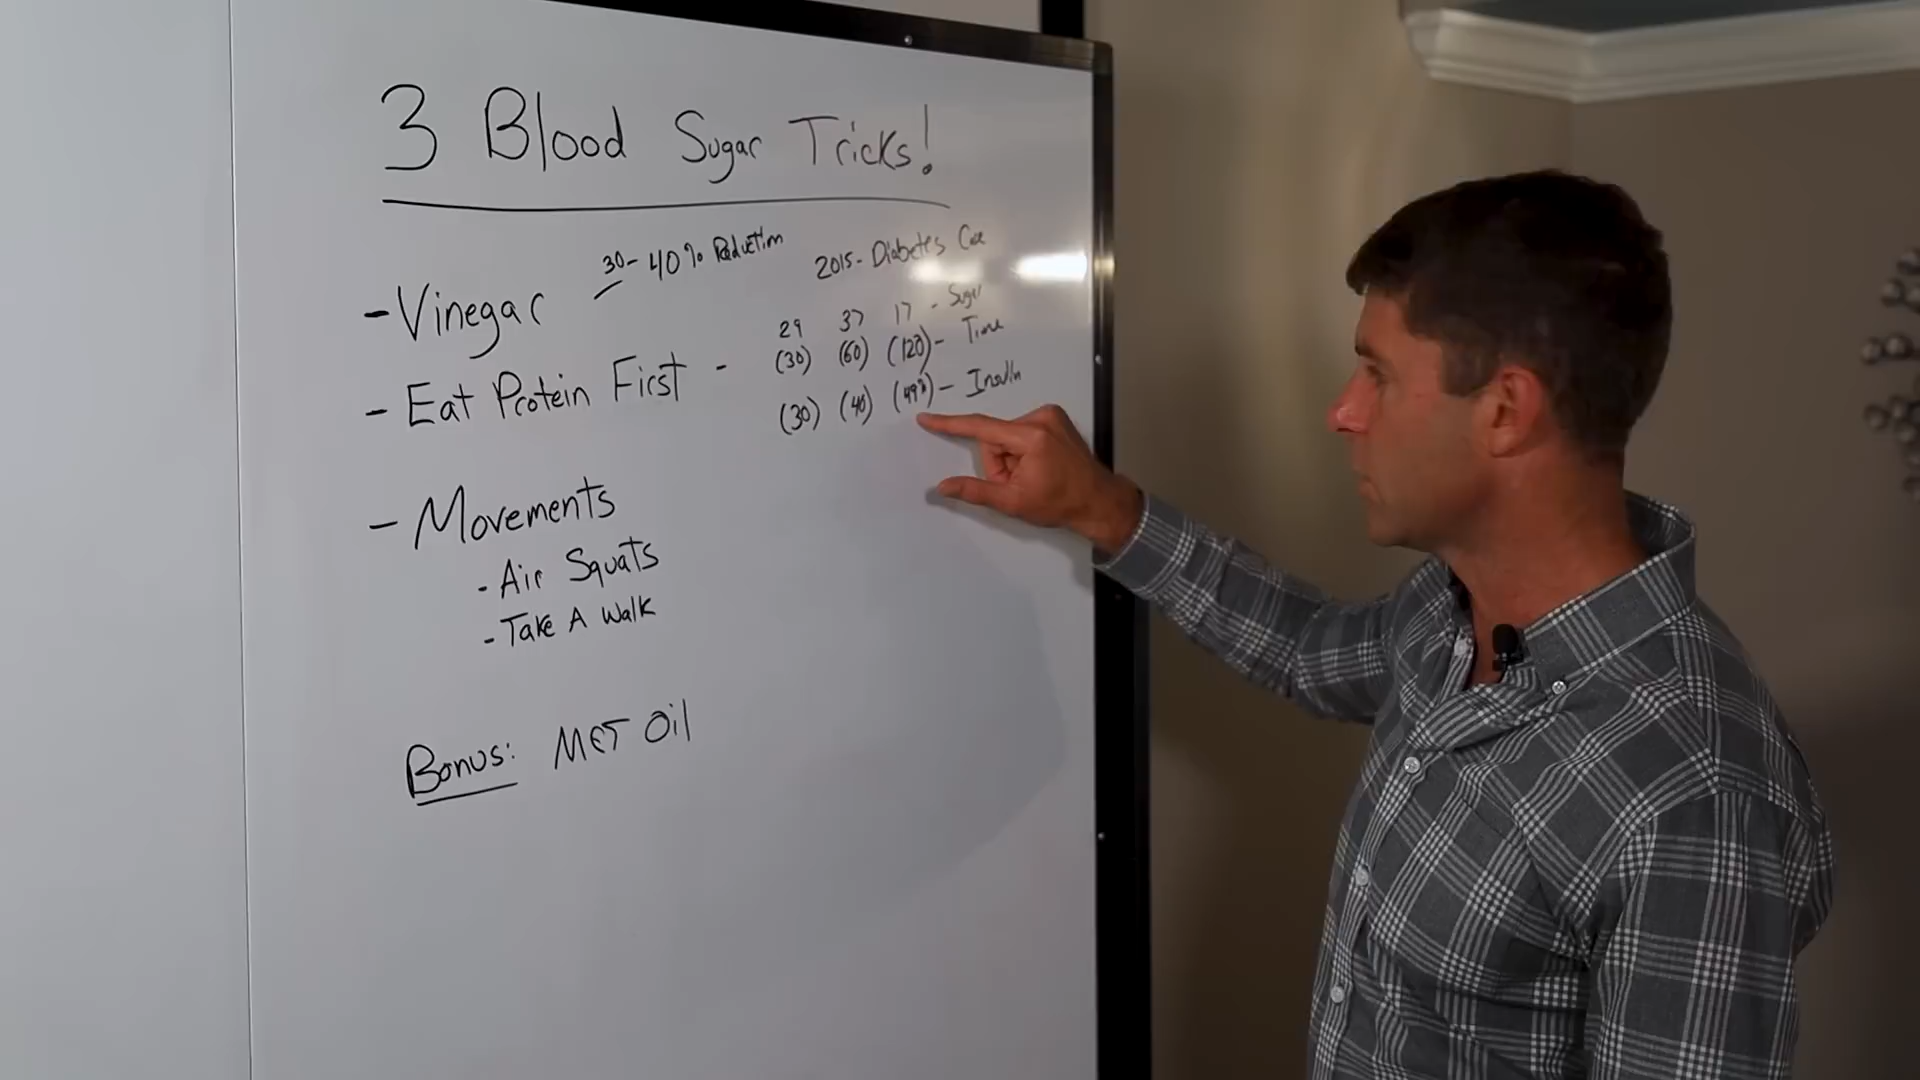 3 Blood Sugar Tricks!
- Vinegar
30-40% Reduction
2015- Diabetes Care
29 37 17 - Sugar
- Eat Protein First -
(30) (60) (120) - Time
(30) (40) - Insulin
- Movements
- Air Squats
- Take A Walk
Bonus: MCT Oil